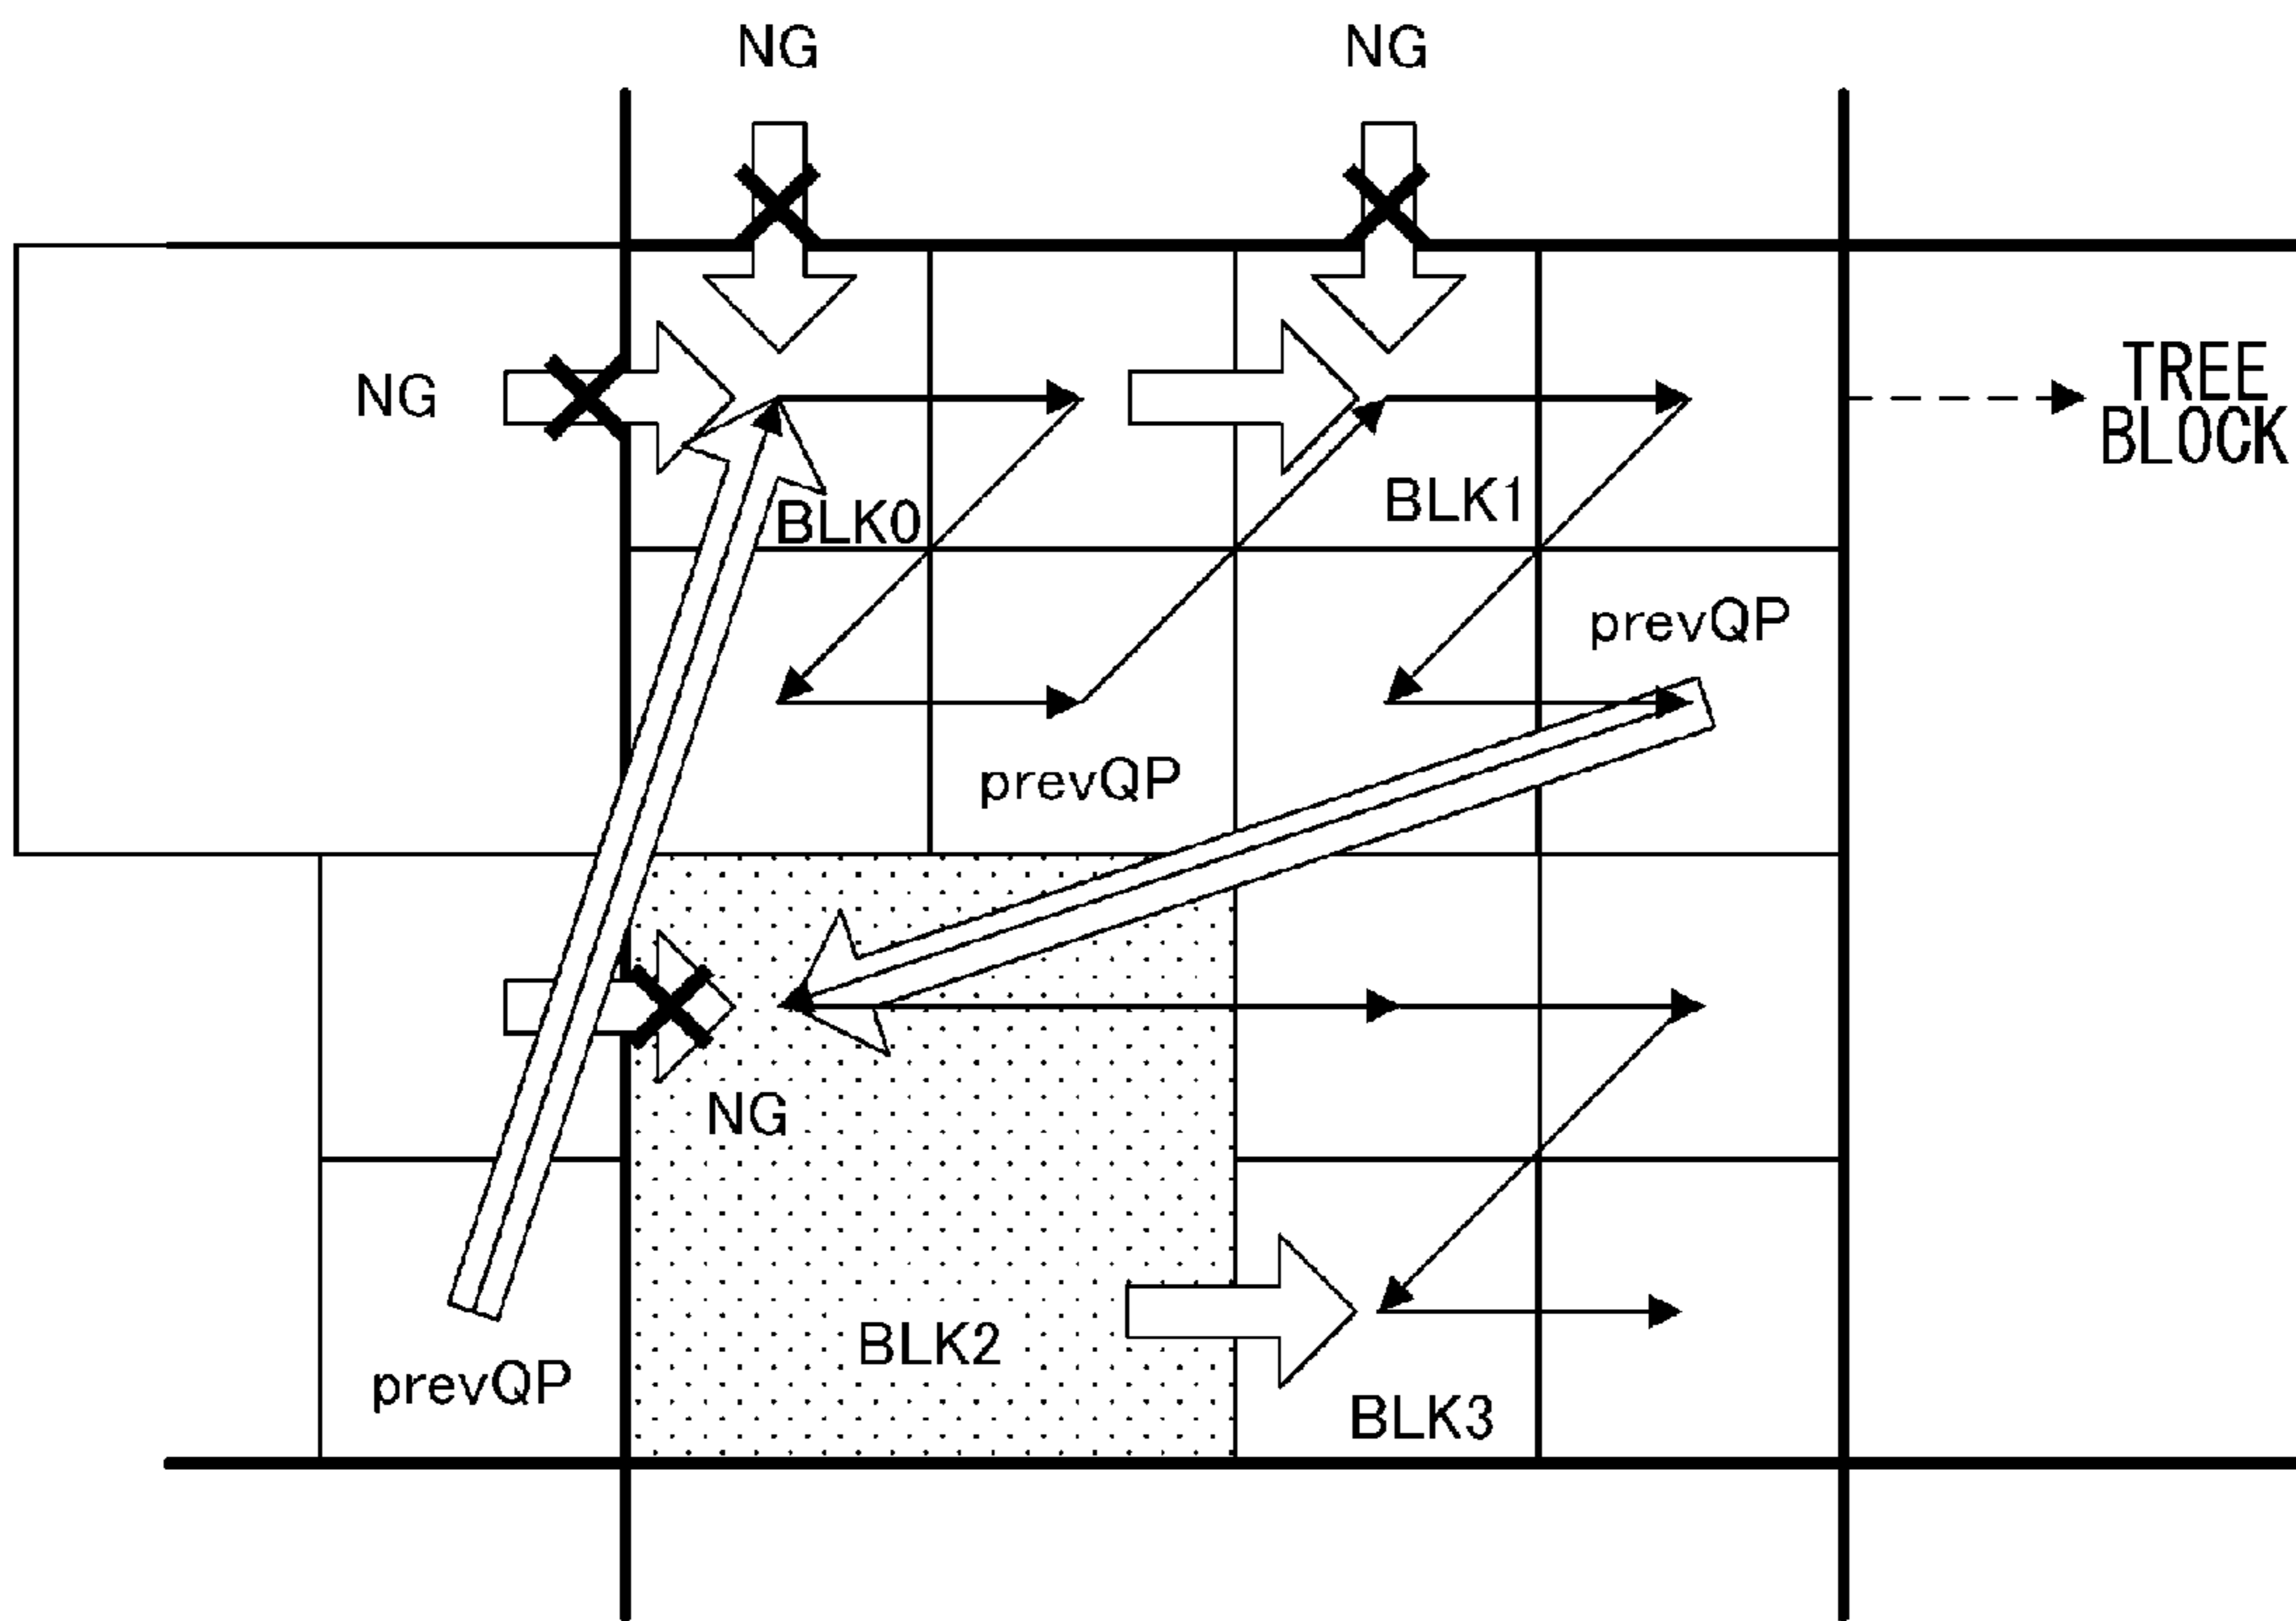 NG
NG
NG
TREE
BLOCK
BLK0
BLK1
prevQP
prevQP
NG
BLK2
prevQP
BLK3